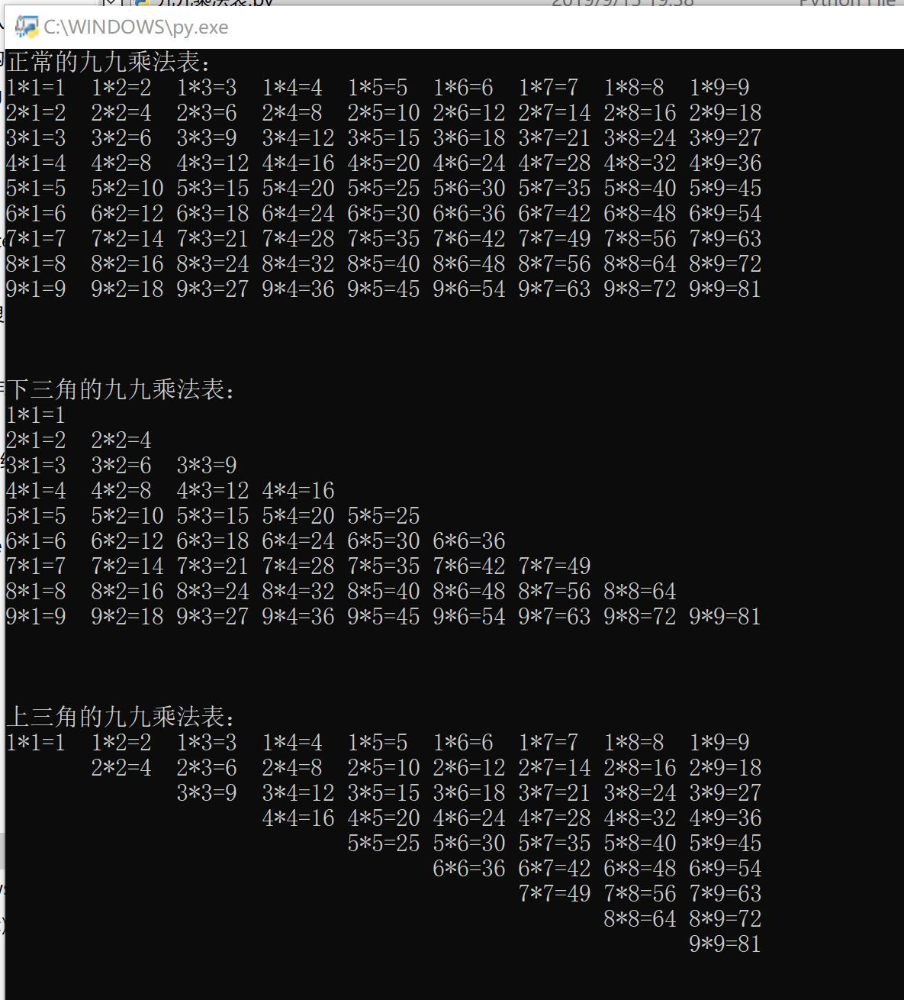 九九乘法表.py 2019/9/15 19:38 Python File
C:\WINDOWS\py.exe
正常的九九乘法表：
1*1=1  1*2=2  1*3=3  1*4=4  1*5=5  1*6=6  1*7=7  1*8=8  1*9=9
2*1=2  2*2=4  2*3=6  2*4=8  2*5=10 2*6=12 2*7=14 2*8=16 2*9=18
3*1=3  3*2=6  3*3=9  3*4=12 3*5=15 3*6=18 3*7=21 3*8=24 3*9=27
4*1=4  4*2=8  4*3=12 4*4=16 4*5=20 4*6=24 4*7=28 4*8=32 4*9=36
5*1=5  5*2=10 5*3=15 5*4=20 5*5=25 5*6=30 5*7=35 5*8=40 5*9=45
6*1=6  6*2=12 6*3=18 6*4=24 6*5=30 6*6=36 6*7=42 6*8=48 6*9=54
7*1=7  7*2=14 7*3=21 7*4=28 7*5=35 7*6=42 7*7=49 7*8=56 7*9=63
8*1=8  8*2=16 8*3=24 8*4=32 8*5=40 8*6=48 8*7=56 8*8=64 8*9=72
9*1=9  9*2=18 9*3=27 9*4=36 9*5=45 9*6=54 9*7=63 9*8=72 9*9=81
下三角的九九乘法表：
1*1=1
2*1=2  2*2=4
3*1=3  3*2=6  3*3=9
4*1=4  4*2=8  4*3=12 4*4=16
5*1=5  5*2=10 5*3=15 5*4=20 5*5=25
6*1=6  6*2=12 6*3=18 6*4=24 6*5=30 6*6=36
7*1=7  7*2=14 7*3=21 7*4=28 7*5=35 7*6=42 7*7=49
8*1=8  8*2=16 8*3=24 8*4=32 8*5=40 8*6=48 8*7=56 8*8=64
9*1=9  9*2=18 9*3=27 9*4=36 9*5=45 9*6=54 9*7=63 9*8=72 9*9=81
上三角的九九乘法表：
1*1=1  1*2=2  1*3=3  1*4=4  1*5=5  1*6=6  1*7=7  1*8=8  1*9=9
2*2=4  2*3=6  2*4=8  2*5=10 2*6=12 2*7=14 2*8=16 2*9=18
3*3=9  3*4=12 3*5=15 3*6=18 3*7=21 3*8=24 3*9=27
4*4=16 4*5=20 4*6=24 4*7=28 4*8=32 4*9=36
5*5=25 5*6=30 5*7=35 5*8=40 5*9=45
6*6=36 6*7=42 6*8=48 6*9=54
7*7=49 7*8=56 7*9=63
8*8=64 8*9=72
9*9=81